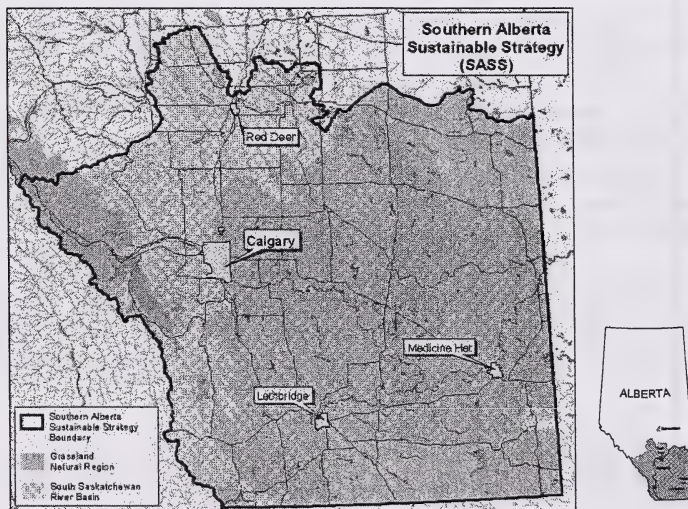 Southern Alberta
Sustainable Strategy
(SASS)
Red Deer
Calgary
Medicine Hat
Lethbridge
Southern Alberta
Sustainable Strategy
Boundary
Grassland
Natural Region
South Saskatchewan
River Basin
ALBERTA